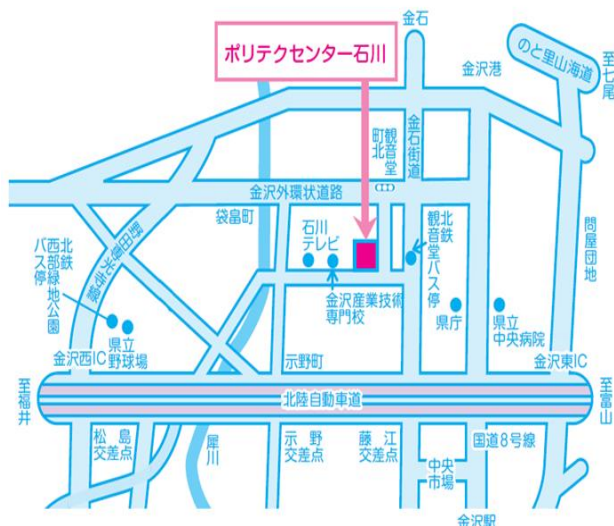 金石
ポリテクセンター石川
金沢港
のと里山海道
至七尾
観音堂
町北
金石街道
金沢外環状道路
袋畠町
石川
テレビ
北鉄
観音堂バス停
問屋団地
野田専光寺線
北鉄
西部緑地公園
バス停
県立
野球場
金沢産業技術
専門校
県庁
県立
中央病院
金沢西IC
示野町
金沢東IC
至福井
北陸自動車道
至富山
松島
交差点
犀川
示野
交差点
藤江
交差点
国道8号線
中央
市場
金沢駅